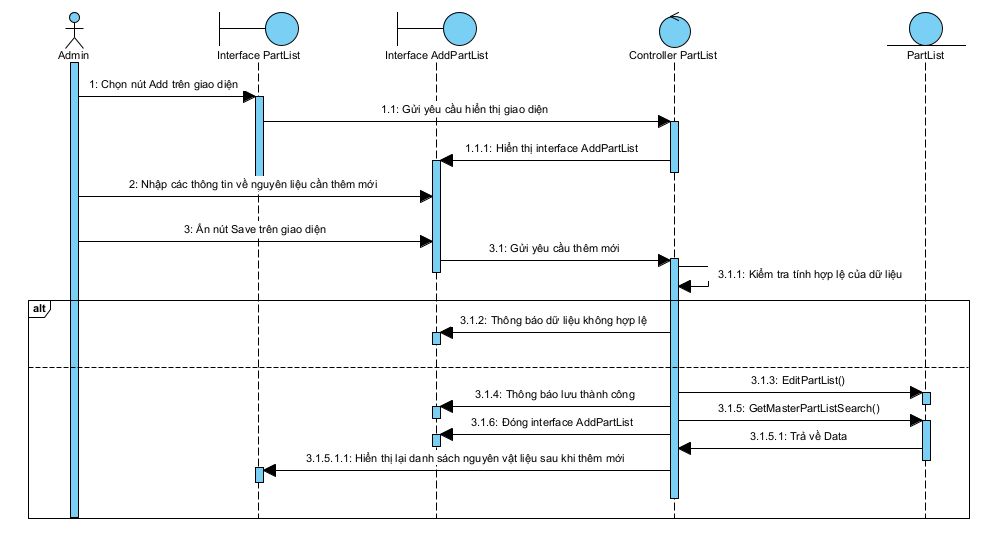 Admin
Interface PartList
Interface AddPartList
Controller PartList
PartList
1: Chọn nút Add trên giao diện
1.1: Gửi yêu cầu hiển thị giao diện
1.1.1: Hiển thị interface AddPartList
2: Nhập các thông tin về nguyên liệu cần thêm mới
3: Ấn nút Save trên giao diện
3.1: Gửi yêu cầu thêm mới
3.1.1: Kiểm tra tính hợp lệ của dữ liệu
alt
3.1.2: Thông báo dữ liệu không hợp lệ
3.1.3: EditPartList()
3.1.4: Thông báo lưu thành công
3.1.5: GetMasterPartListSearch()
3.1.6: Đóng interface AddPartList
3.1.5.1: Trả về Data
3.1.5.1.1: Hiển thị lại danh sách nguyên vật liệu sau khi thêm mới